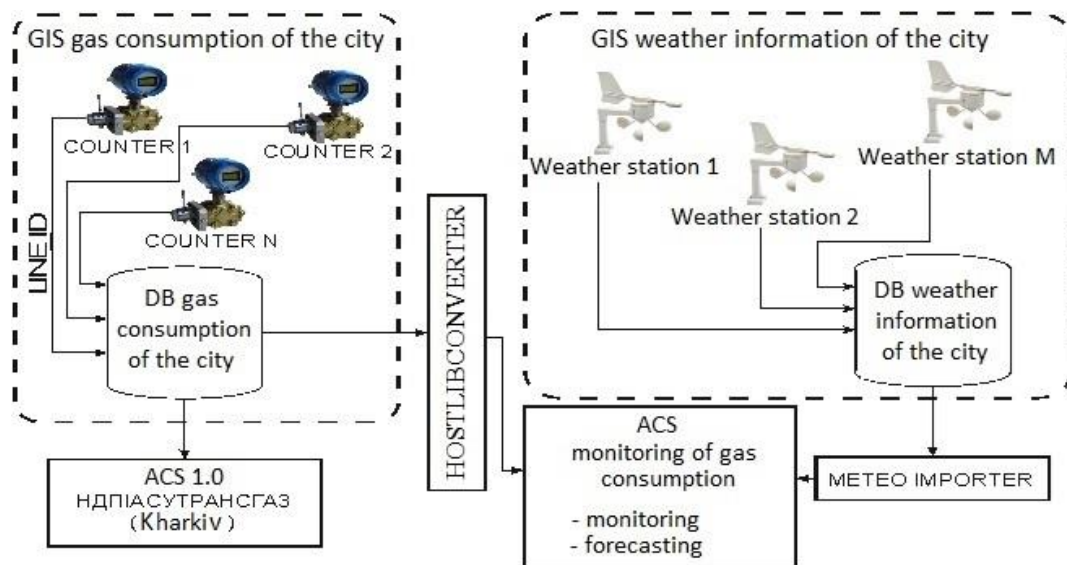 GIS gas consumption of the city
COUNTER 1
COUNTER 2
COUNTER N
LINE ID
DB gas
consumption
of the city
ACS 1.0
НДПІАСУТРАНСГАЗ
(Kharkiv)
HOSTLIBCONVERTER
GIS weather information of the city
Weather station 1
Weather station 2
Weather station M
DB weather
information
of the city
ACS
monitoring of gas
consumption
- monitoring
- forecasting
METEO IMPORTER